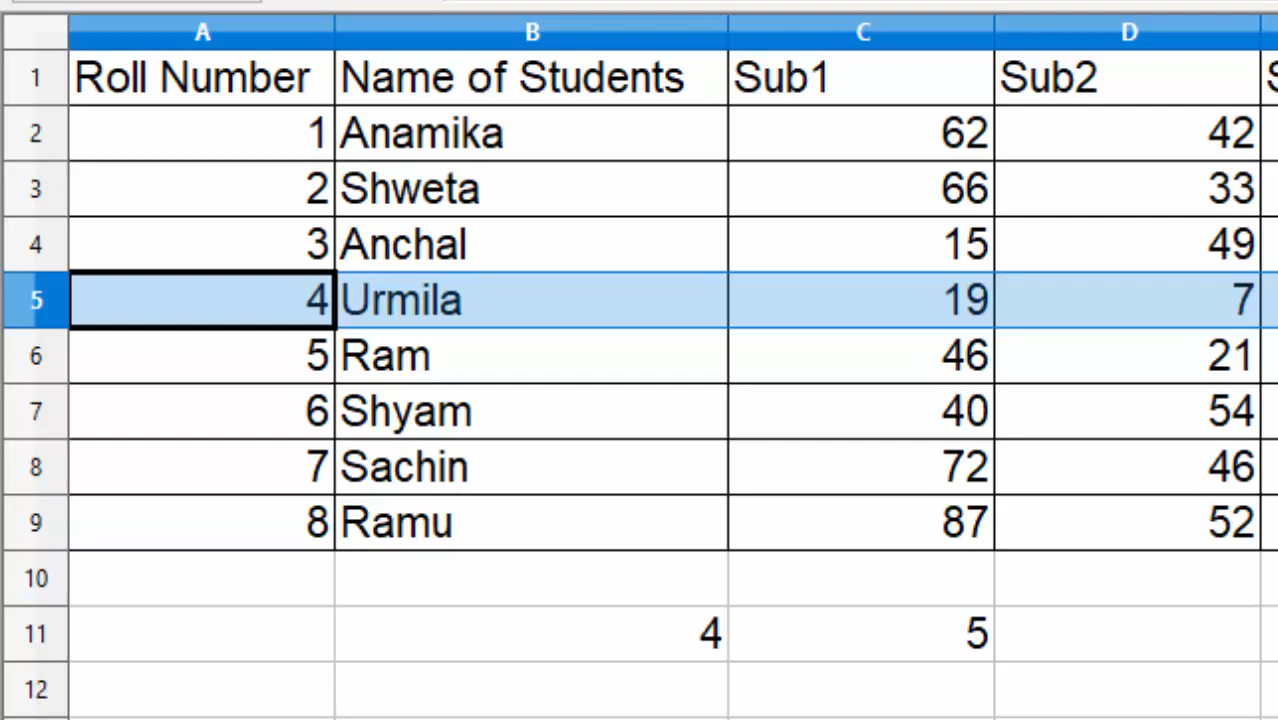 A B C D
1 Roll Number Name of Students Sub1 Sub2
2 1 Anamika 62 42
3 2 Shweta 66 33
4 3 Anchal 15 49
5 4 Urmila 19 7
6 5 Ram 46 21
7 6 Shyam 40 54
8 7 Sachin 72 46
9 8 Ramu 87 52
10
11 4 5
12